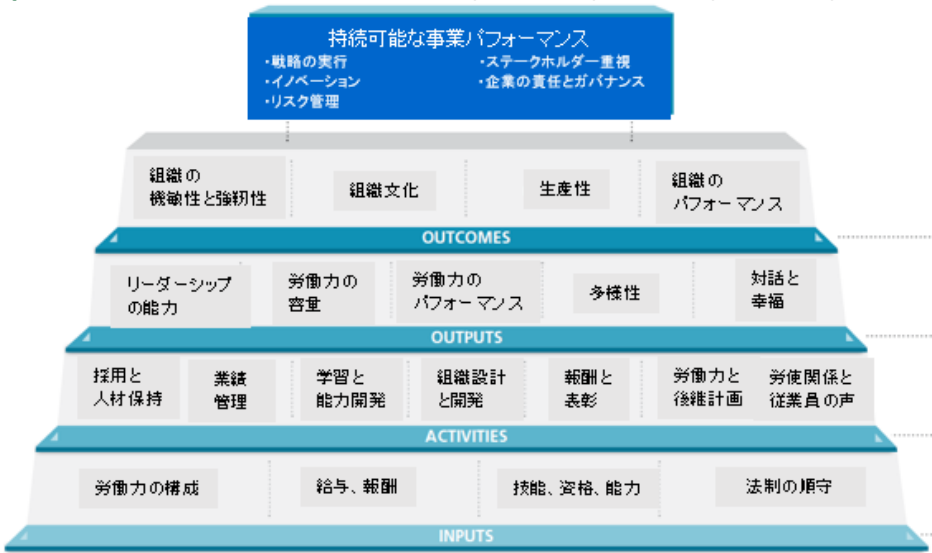 持続可能な事業パフォーマンス
・戦略の実行
・イノベーション
・リスク管理
・ステークホルダー重視
・企業の責任とガバナンス
組織の
機敏性と強靭性
組織文化
生産性
組織の
パフォーマンス
OUTCOMES
リーダーシップ
の能力
労働力の
容量
労働力の
パフォーマンス
多様性
対話と
幸福
OUTPUTS
採用と
人材保持
業績
管理
学習と
能力開発
組織設計
と開発
報酬と
表彰
労働力と
後継計画
労使関係と
従業員の声
ACTIVITIES
労働力の構成
給与、報酬
技能、資格、能力
法制の順守
INPUTS